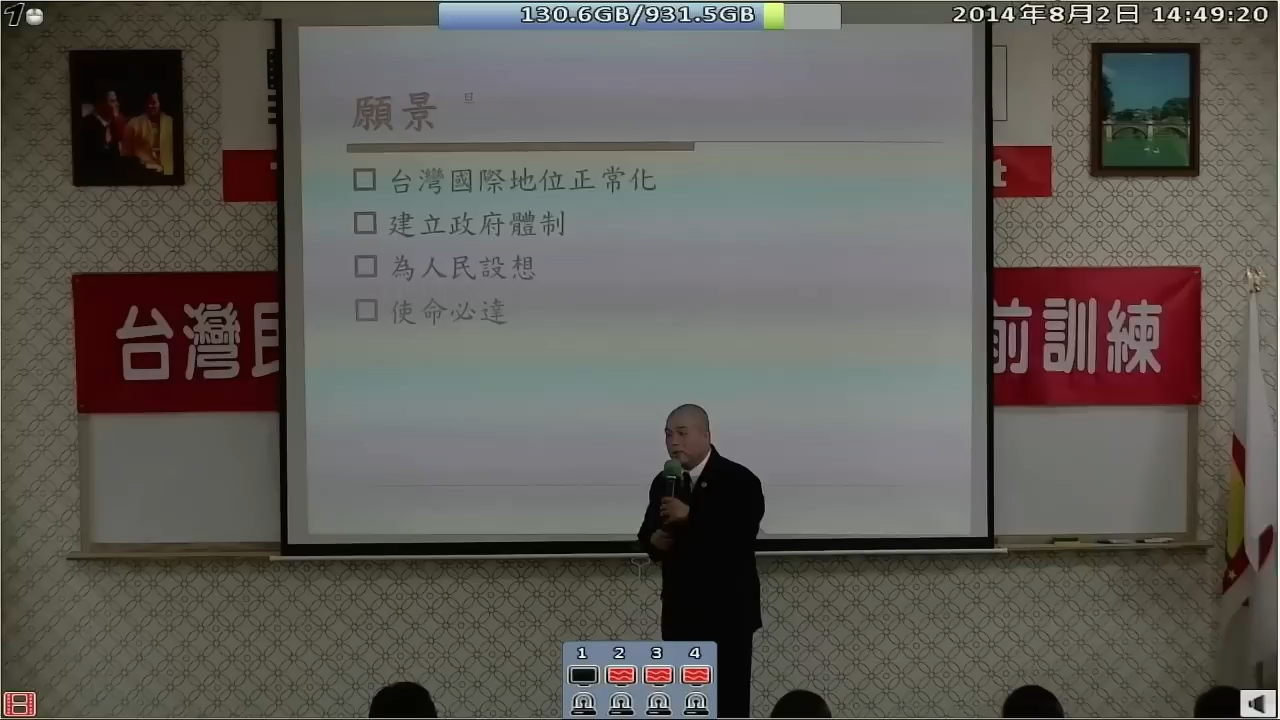 130.6GB/931.5GB
2014年8月2日 14:49:20
願景
台灣國際地位正常化
建立政府體制
為人民設想
使命必達
t
台灣民
前訓練
1 2 3 4